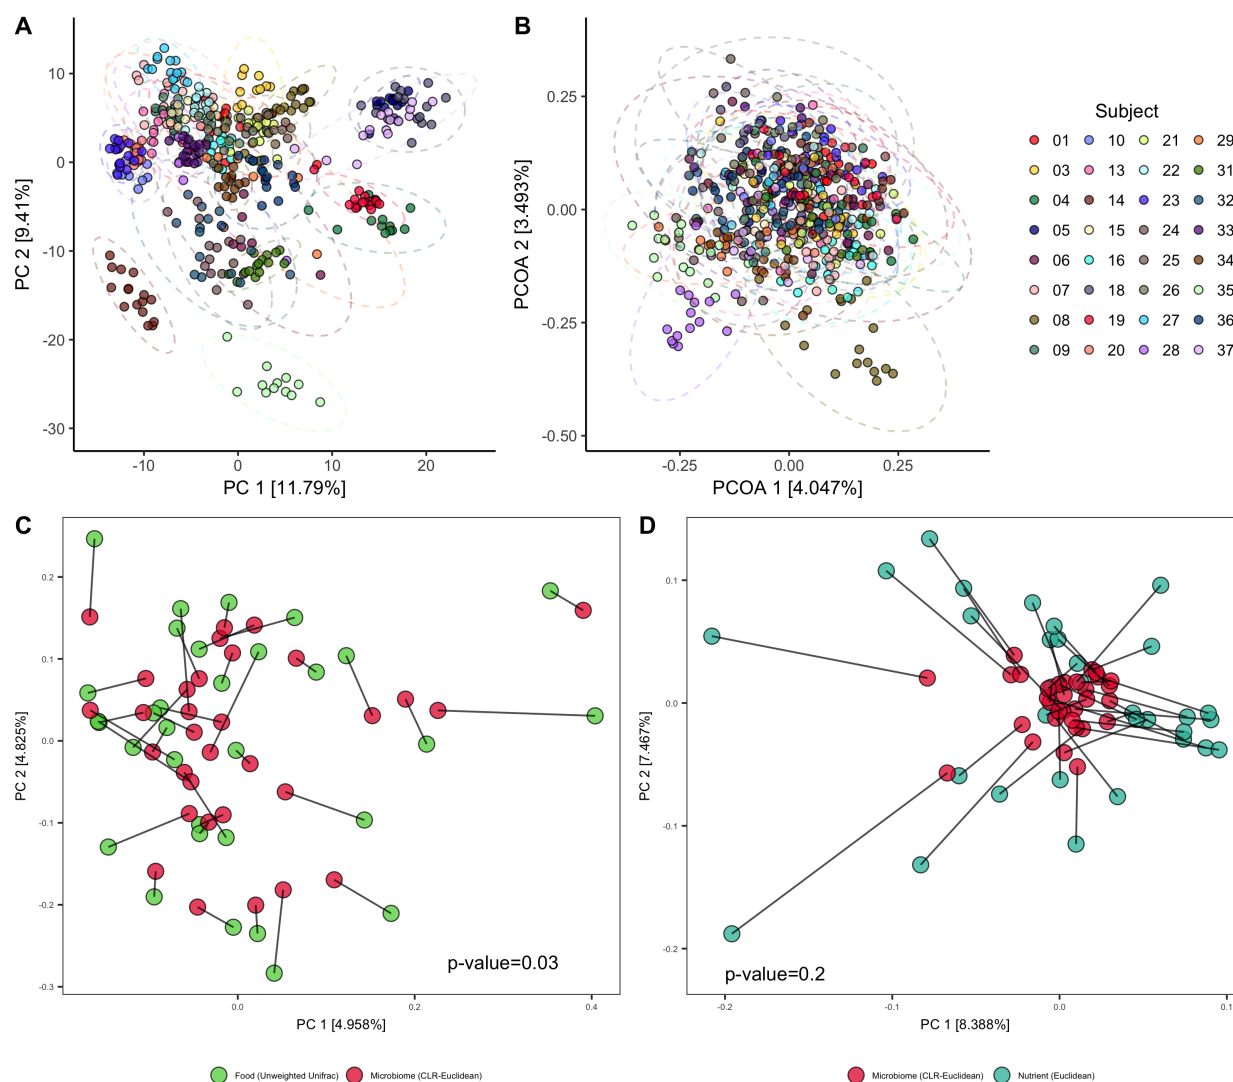 A
B
10
0
-10
-20
-30
PC 2 [9.41%]
-10
0
10
20
PC 1 [11.79%]
0.25
0.00
-0.25
-0.50
PCOA 2 [3.493%]
-0.25
0.00
0.25
PCOA 1 [4.047%]
Subject
01 10 21 29
03 13 22 31
04 14 23 32
05 15 24 33
06 16 25 34
07 18 26 35
08 19 27 36
09 20 28 37
C
D
0.2
0.1
0.0
-0.1
-0.2
-0.3
PC 2 [4.825%]
p-value=0.03
0.0
0.2
0.4
PC 1 [4.958%]
Food (Unweighted Unifrac) Microbiome (CLR-Euclidean)
0.1
0.0
-0.1
-0.2
PC 2 [7.467%]
p-value=0.2
-0.2
-0.1
0.0
0.1
PC 1 [8.388%]
Microbiome (CLR-Euclidean) Nutrient (Euclidean)